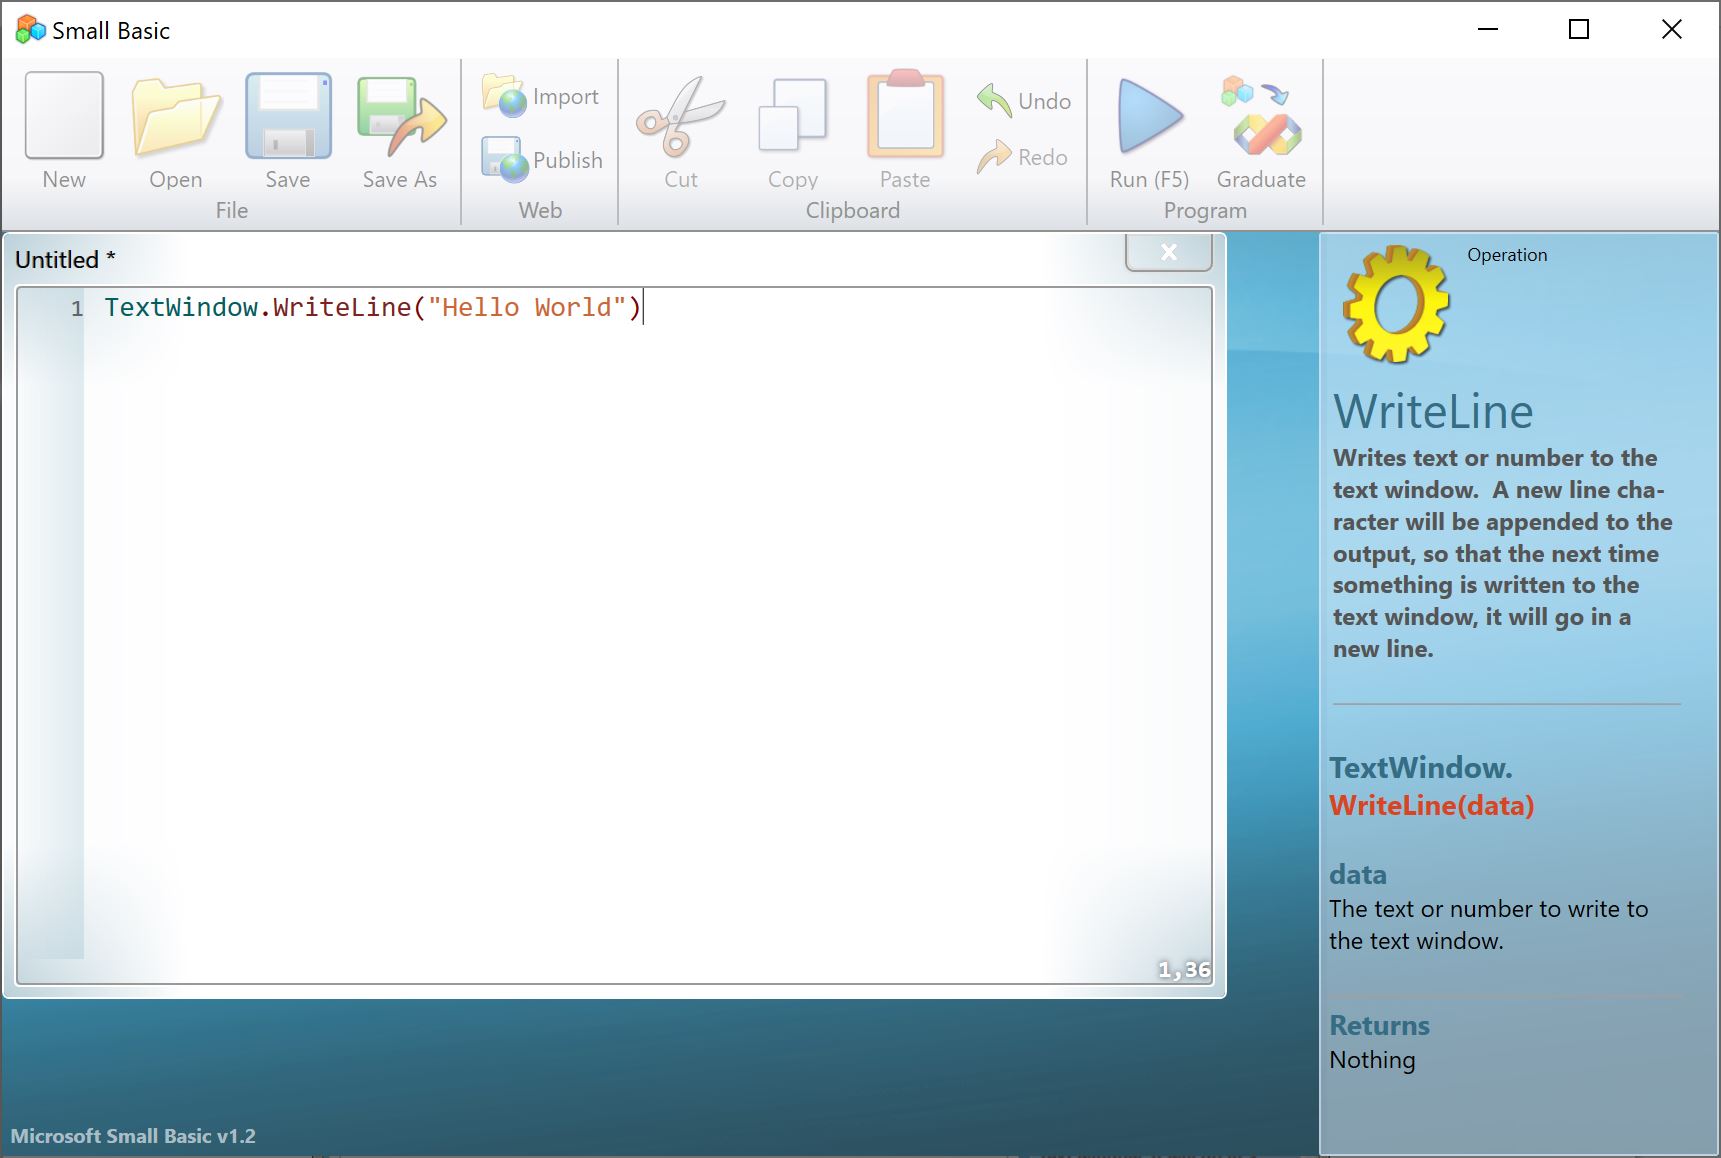 Small Basic
New
Open
Save
Save As
File
Import
Publish
Web
Cut
Copy
Paste
Undo
Redo
Clipboard
Run (F5)
Graduate
Program
Untitled *
x
1 TextWindow.WriteLine("Hello World")
1,36
Microsoft Small Basic v1.2
Operation
WriteLine
Writes text or number to the
text window.  A new line cha-
racter will be appended to the
output, so that the next time
something is written to the
text window, it will go in a
new line.
TextWindow.
WriteLine(data)
data
The text or number to write to
the text window.
Returns
Nothing